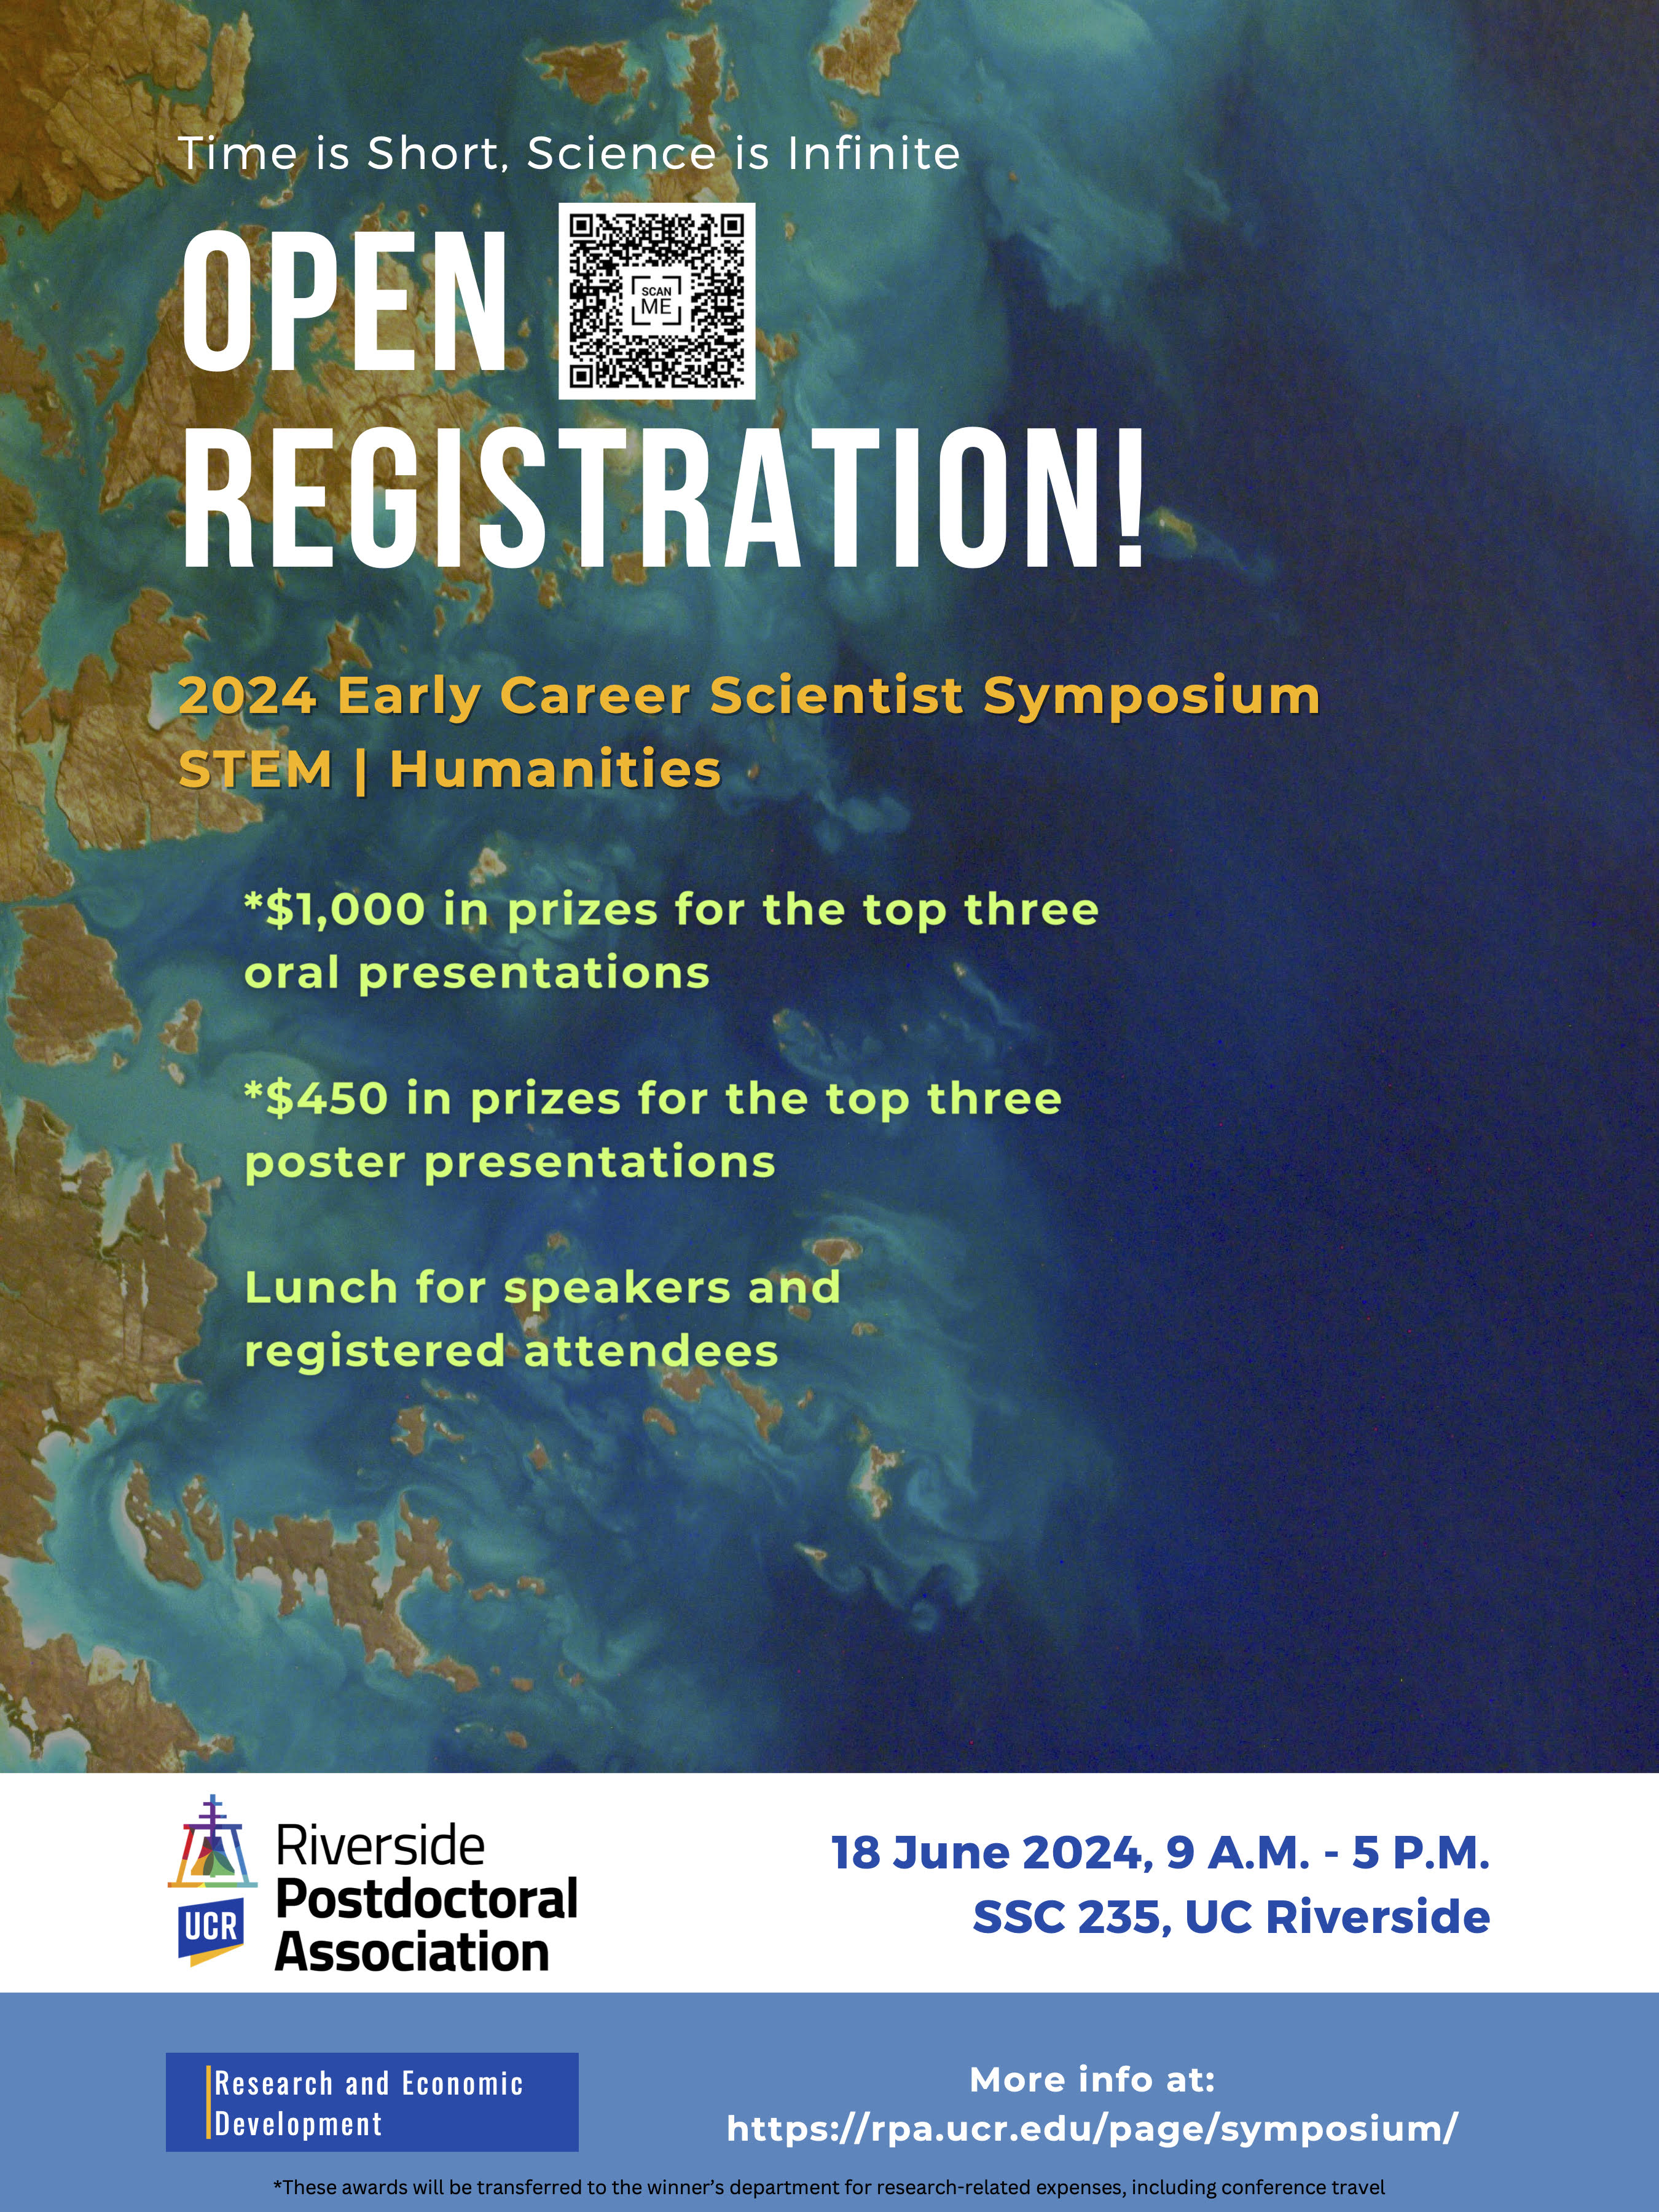 Time is Short, Science is Infinite
OPEN
SCAN
ME
REGISTRATION!
2024 Early Career Scientist Symposium
STEM | Humanities
*$1,000 in prizes for the top three
oral presentations
*$450 in prizes for the top three
poster presentations
Lunch for speakers and
registered attendees
UCR
Riverside
Postdoctoral
Association
18 June 2024, 9 A.M. - 5 P.M.
SSC 235, UC Riverside
Research and Economic
Development
More info at:
https://rpa.ucr.edu/page/symposium/
*These awards will be transferred to the winner’s department for research-related expenses, including conference travel